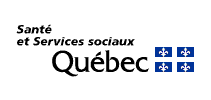 Santé
et Services sociaux
Québec